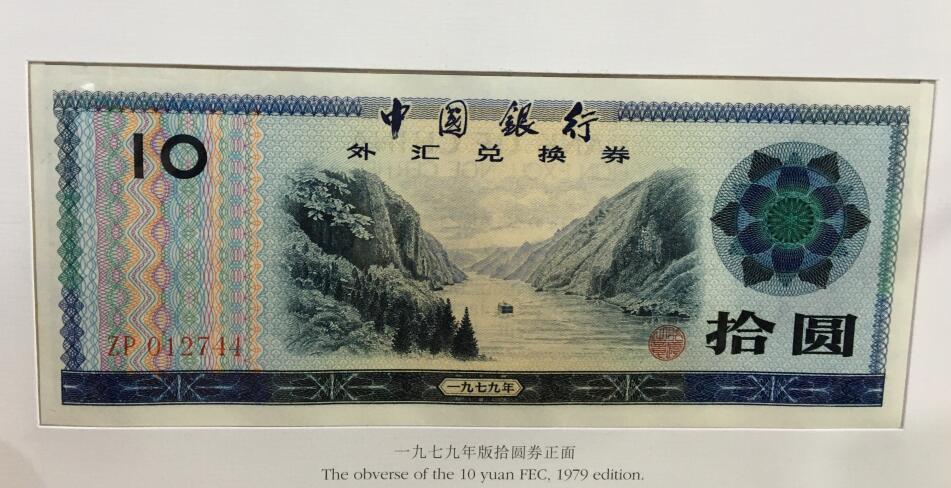 中國銀行
外汇兑换券
10
拾圆
ZP 012744
一九七九年
一九七九年版拾圆券正面
The obverse of the 10 yuan FEC, 1979 edition.